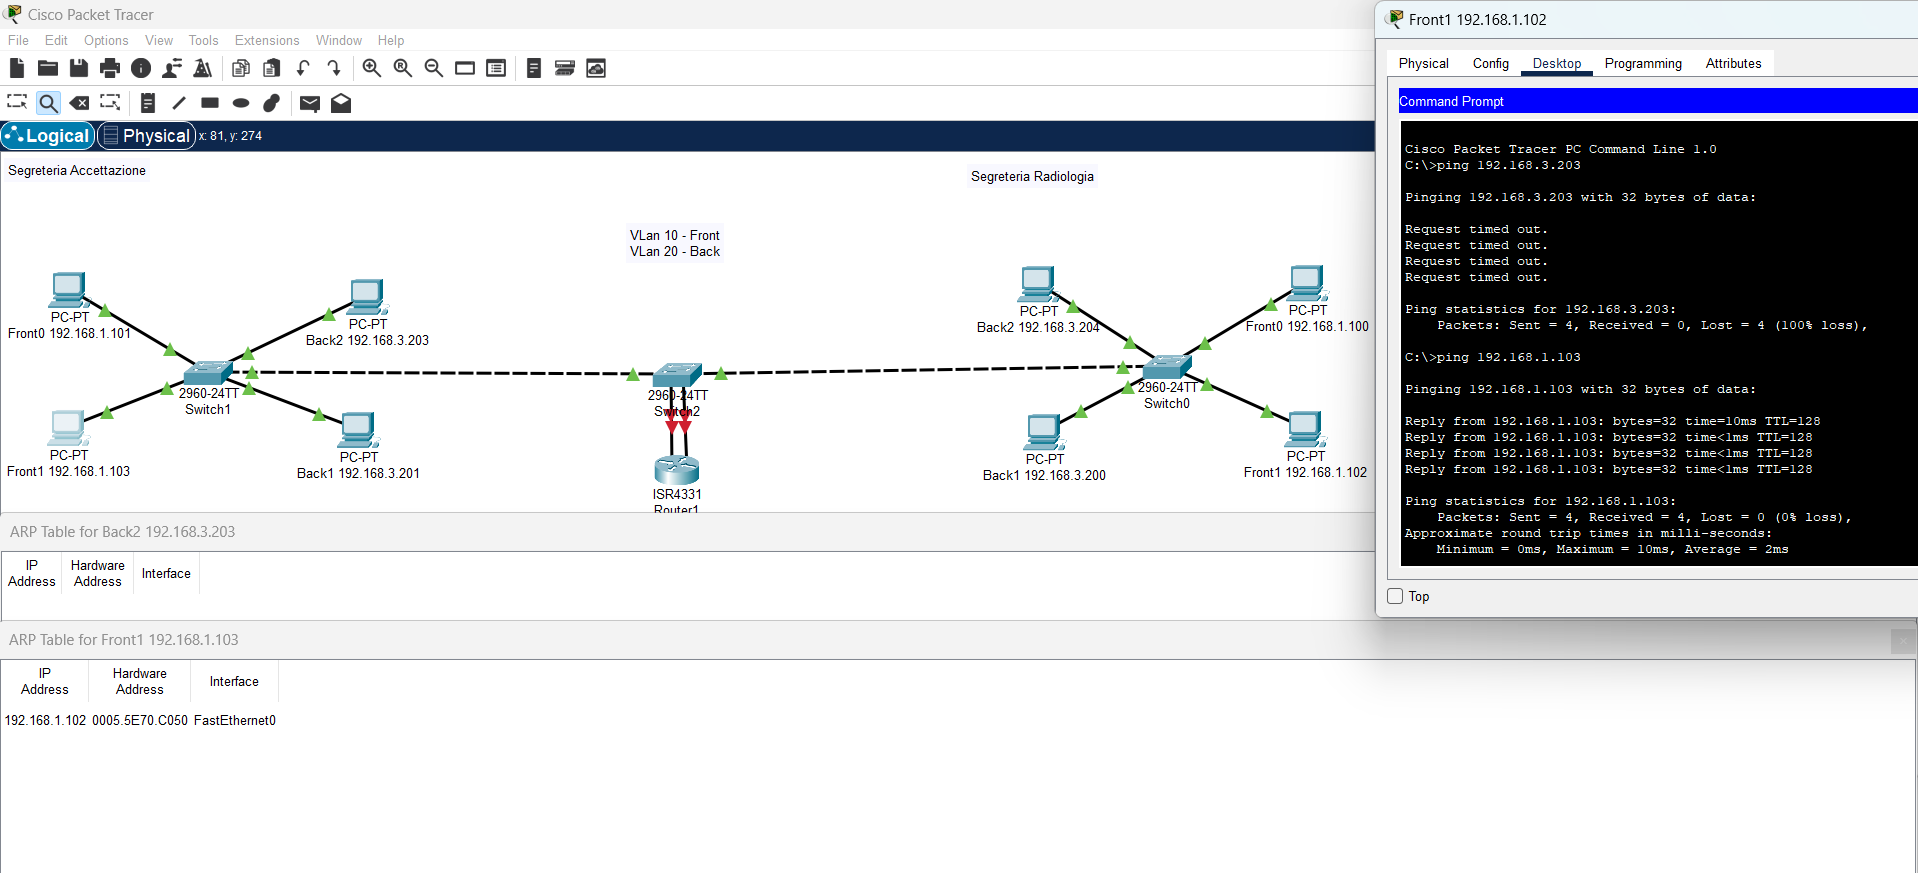 Cisco Packet Tracer
File Edit Options View Tools Extensions Window Help
Logical Physical x: 81, y: 274
Segreteria Accettazione
Segreteria Radiologia
VLan 10 - Front
VLan 20 - Back
PC-PT
Front0 192.168.1.101
PC-PT
Back2 192.168.3.203
PC-PT
Back2 192.168.3.204
PC-PT
Front0 192.168.1.100
2960-24TT
Switch1
2960-24TT
Switch2
2960-24TT
Switch0
PC-PT
Front1 192.168.1.103
PC-PT
Back1 192.168.3.201
PC-PT
Back1 192.168.3.200
PC-PT
Front1 192.168.1.102
ISR4331
Router1
ARP Table for Back2 192.168.3.203
IP Address Hardware Address Interface
ARP Table for Front1 192.168.1.103
IP Address Hardware Address Interface
192.168.1.102 0005.5E70.C050 FastEthernet0
Front1 192.168.1.102
Physical Config Desktop Programming Attributes
Command Prompt
Cisco Packet Tracer PC Command Line 1.0
C:\>ping 192.168.3.203
Pinging 192.168.3.203 with 32 bytes of data:
Request timed out.
Request timed out.
Request timed out.
Request timed out.
Ping statistics for 192.168.3.203:
Packets: Sent = 4, Received = 0, Lost = 4 (100% loss),
C:\>ping 192.168.1.103
Pinging 192.168.1.103 with 32 bytes of data:
Reply from 192.168.1.103: bytes=32 time=10ms TTL=128
Reply from 192.168.1.103: bytes=32 time<1ms TTL=128
Reply from 192.168.1.103: bytes=32 time<1ms TTL=128
Reply from 192.168.1.103: bytes=32 time<1ms TTL=128
Ping statistics for 192.168.1.103:
Packets: Sent = 4, Received = 4, Lost = 0 (0% loss),
Approximate round trip times in milli-seconds:
Minimum = 0ms, Maximum = 10ms, Average = 2ms
Top